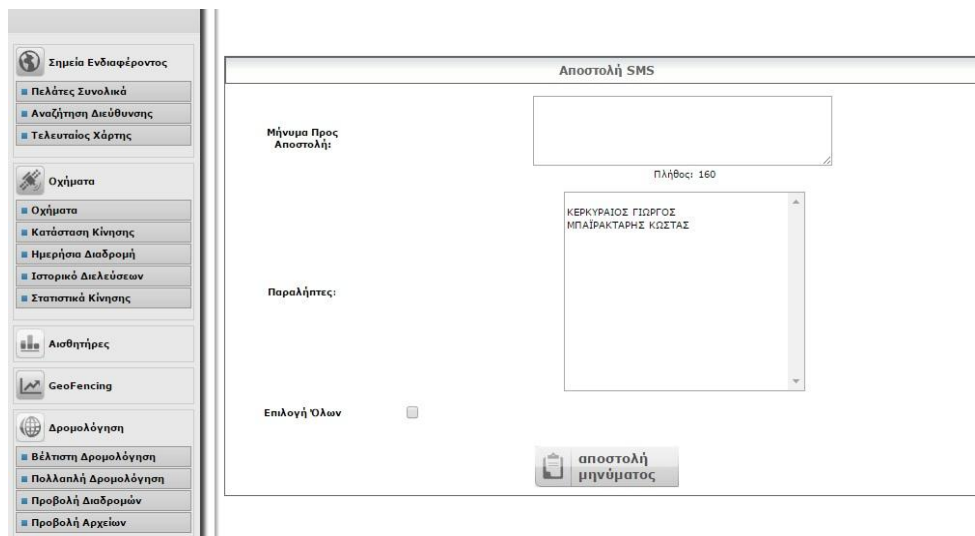 Σημεία Ενδιαφέροντος
Πελάτες Συνολικά
Αναζήτηση Διεύθυνσης
Τελευταίος Χάρτης
Οχήματα
Οχήματα
Κατάσταση Κίνησης
Ημερήσια Διαδρομή
Ιστορικό Διελεύσεων
Στατιστικά Κίνησης
Αισθητήρες
GeoFencing
Δρομολόγηση
Βέλτιστη Δρομολόγηση
Πολλαπλή Δρομολόγηση
Προβολή Διαδρομών
Προβολή Αρχείων
Αποστολή SMS
Μήνυμα Προς
Αποστολή:
Πλήθος: 160
ΚΕΡΚΥΡΑΙΟΣ ΓΙΩΡΓΟΣ
ΜΠΑΪΡΑΚΤΑΡΗΣ ΚΩΣΤΑΣ
Παραλήπτες:
Επιλογή Όλων
αποστολή
μηνύματος